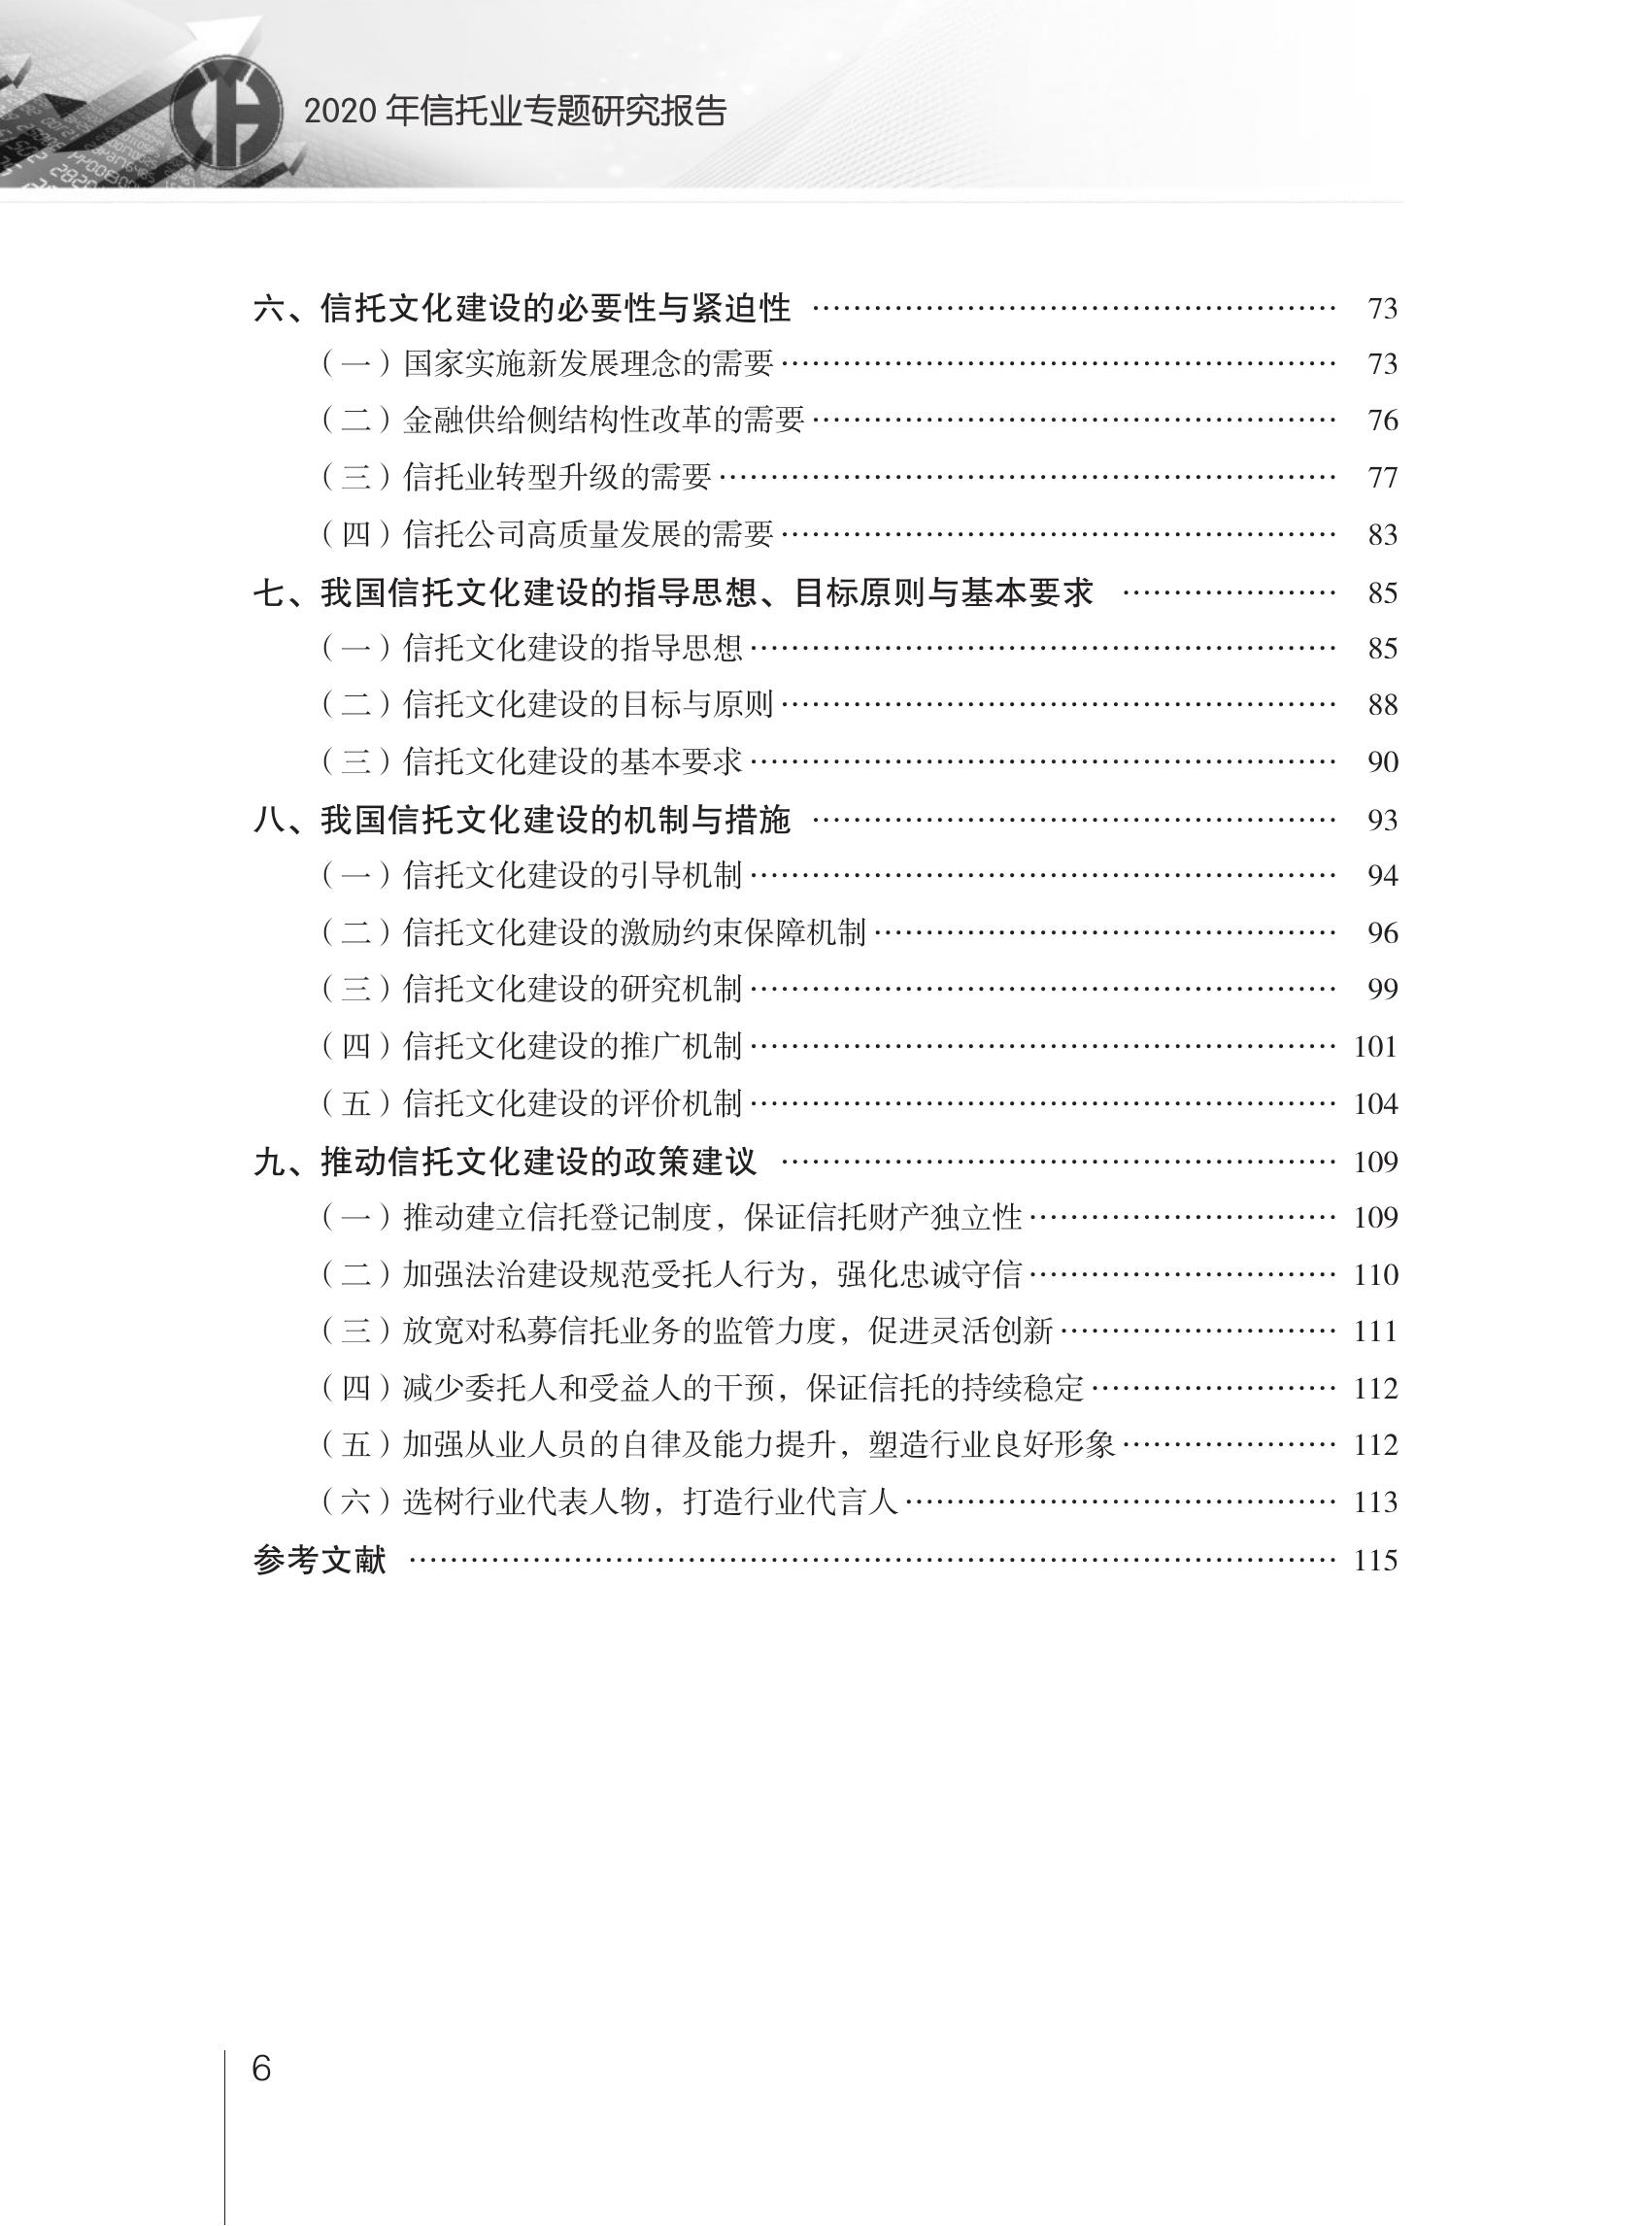 2020 年信托业专题研究报告
六、信托文化建设的必要性与紧迫性 …… 73
（一）国家实施新发展理念的需要…… 73
（二）金融供给侧结构性改革的需要…… 76
（三）信托业转型升级的需要…… 77
（四）信托公司高质量发展的需要…… 83
七、我国信托文化建设的指导思想、目标原则与基本要求 …… 85
（一）信托文化建设的指导思想…… 85
（二）信托文化建设的目标与原则…… 88
（三）信托文化建设的基本要求…… 90
八、我国信托文化建设的机制与措施 …… 93
（一）信托文化建设的引导机制…… 94
（二）信托文化建设的激励约束保障机制…… 96
（三）信托文化建设的研究机制…… 99
（四）信托文化建设的推广机制…… 101
（五）信托文化建设的评价机制…… 104
九、推动信托文化建设的政策建议 …… 109
（一）推动建立信托登记制度，保证信托财产独立性…… 109
（二）加强法治建设规范受托人行为，强化忠诚守信…… 110
（三）放宽对私募信托业务的监管力度，促进灵活创新…… 111
（四）减少委托人和受益人的干预，保证信托的持续稳定…… 112
（五）加强从业人员的自律及能力提升，塑造行业良好形象…… 112
（六）选树行业代表人物，打造行业代言人…… 113
参考文献 …… 115
6